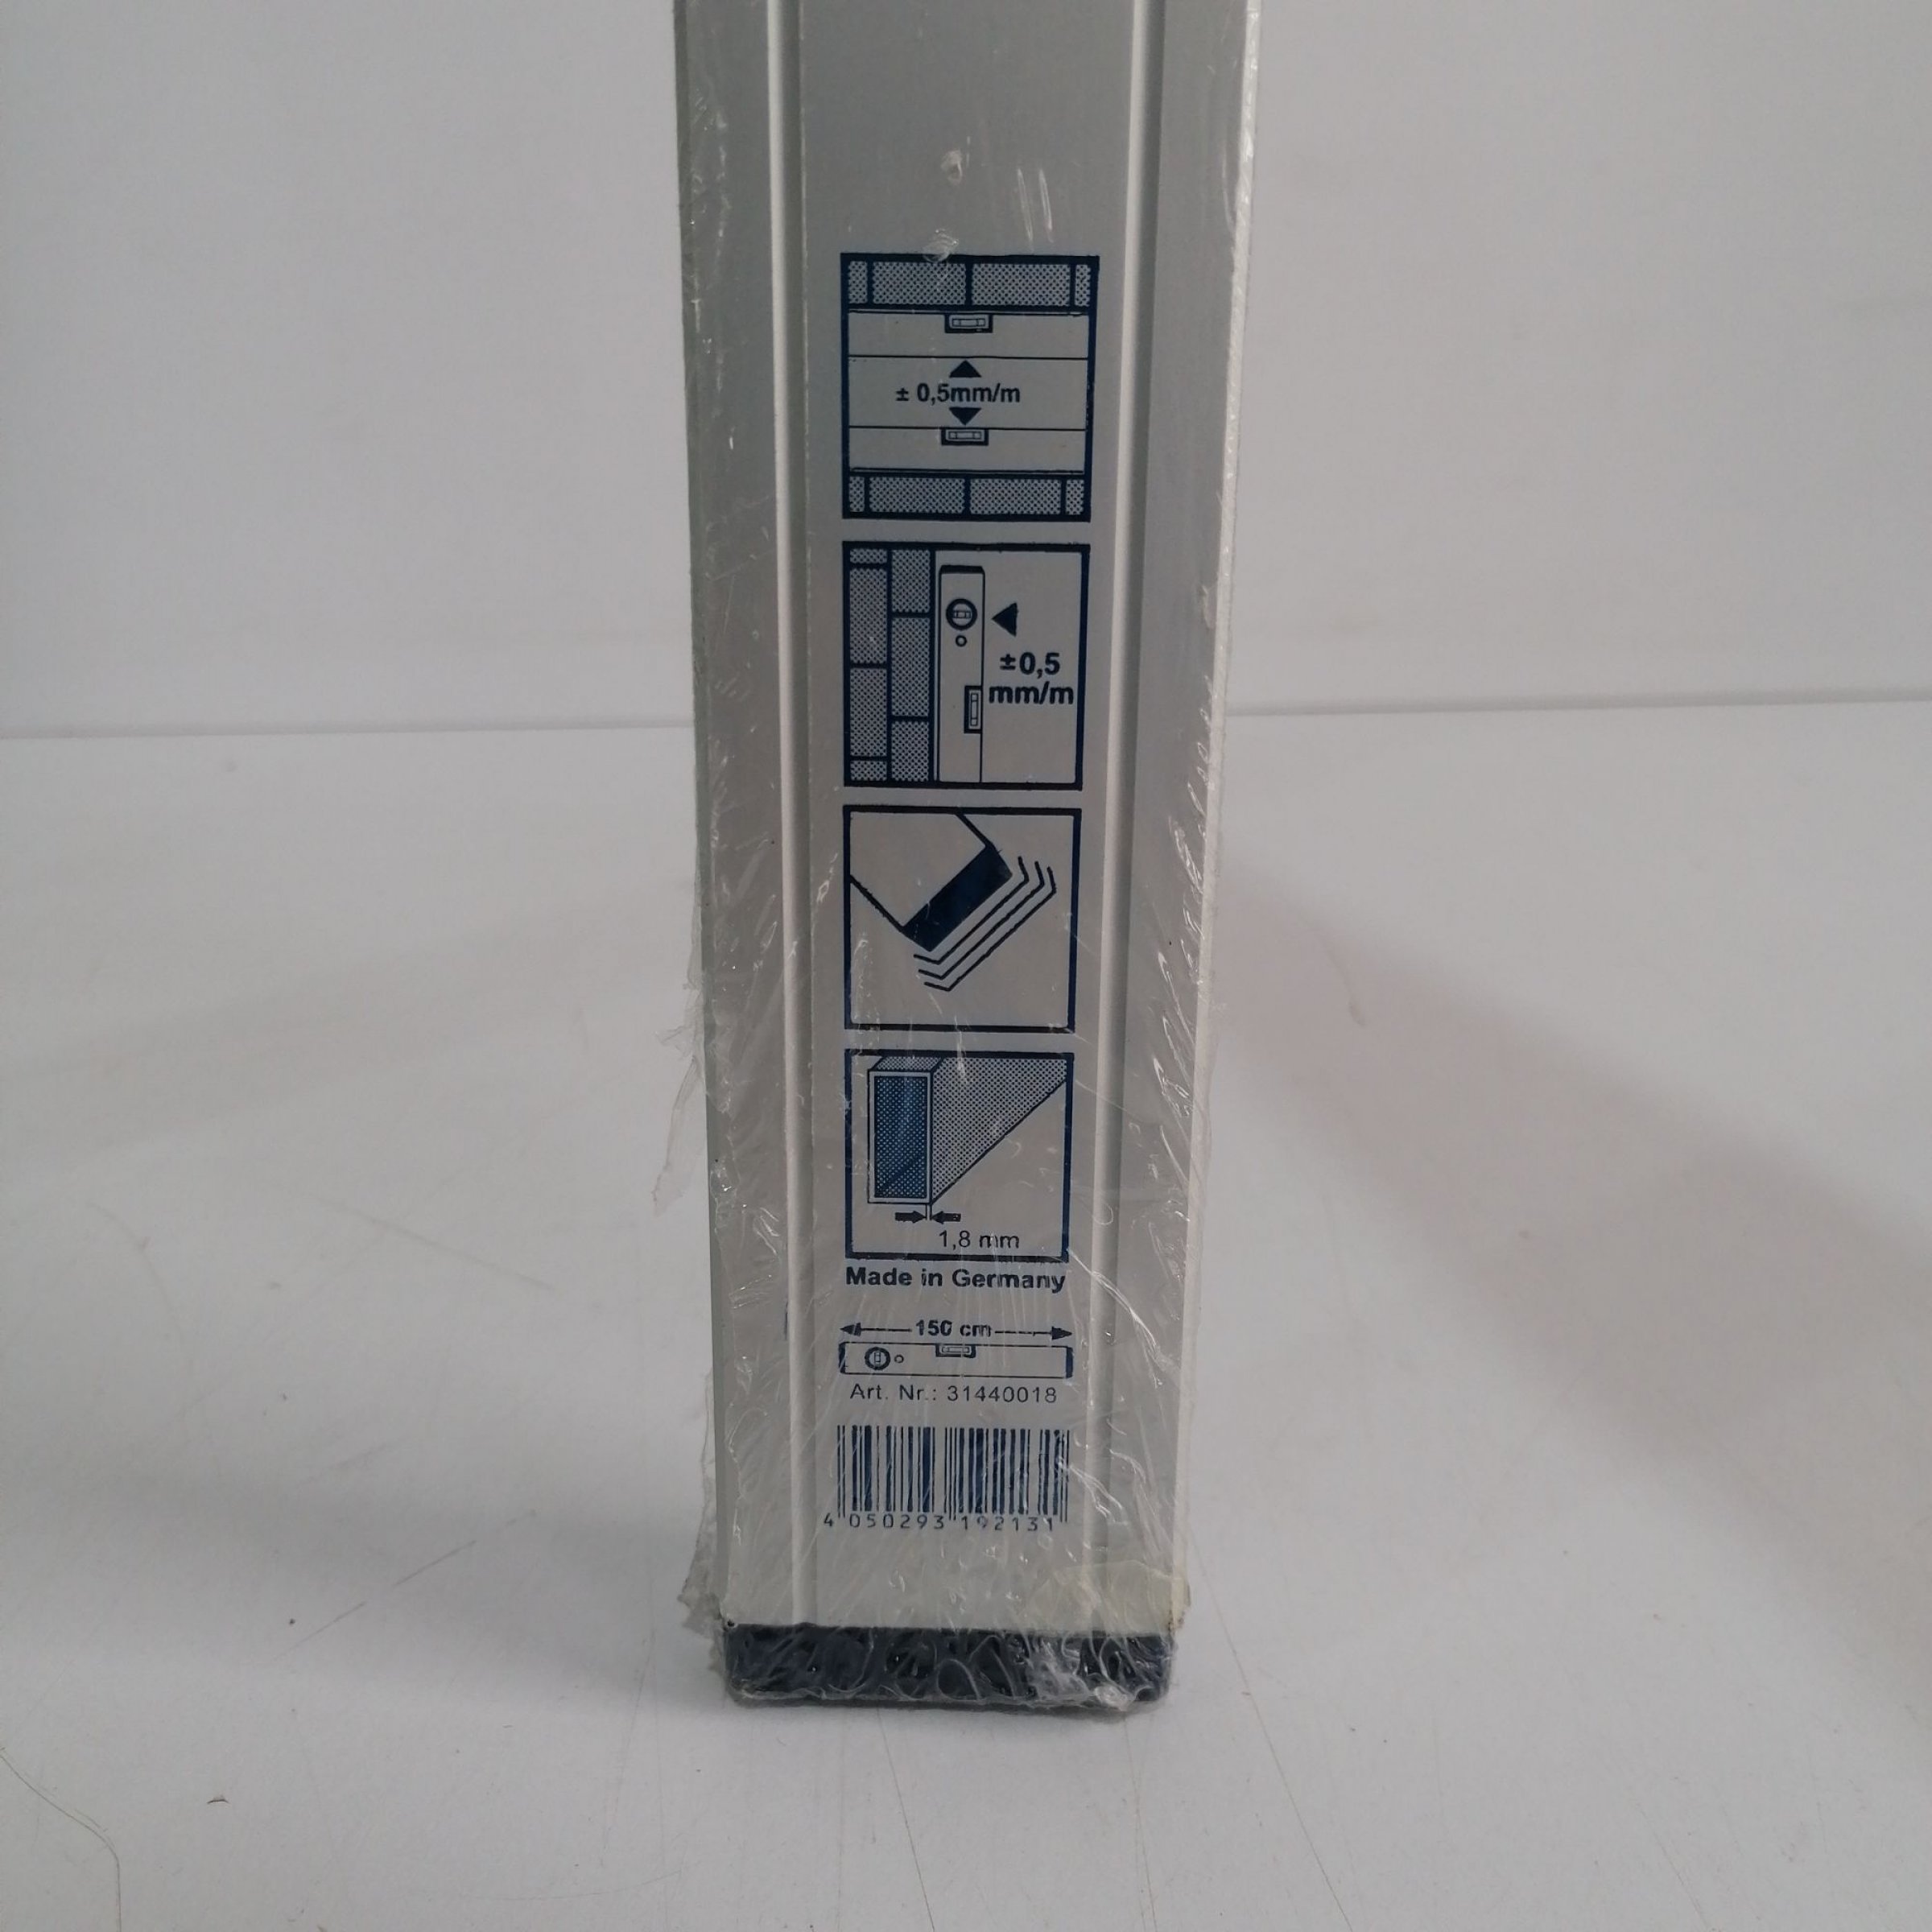 ± 0,5mm/m
±0,5
mm/m
1,8 mm
Made in Germany
150 cm
Art. Nr.: 31440018
4 050293 192131